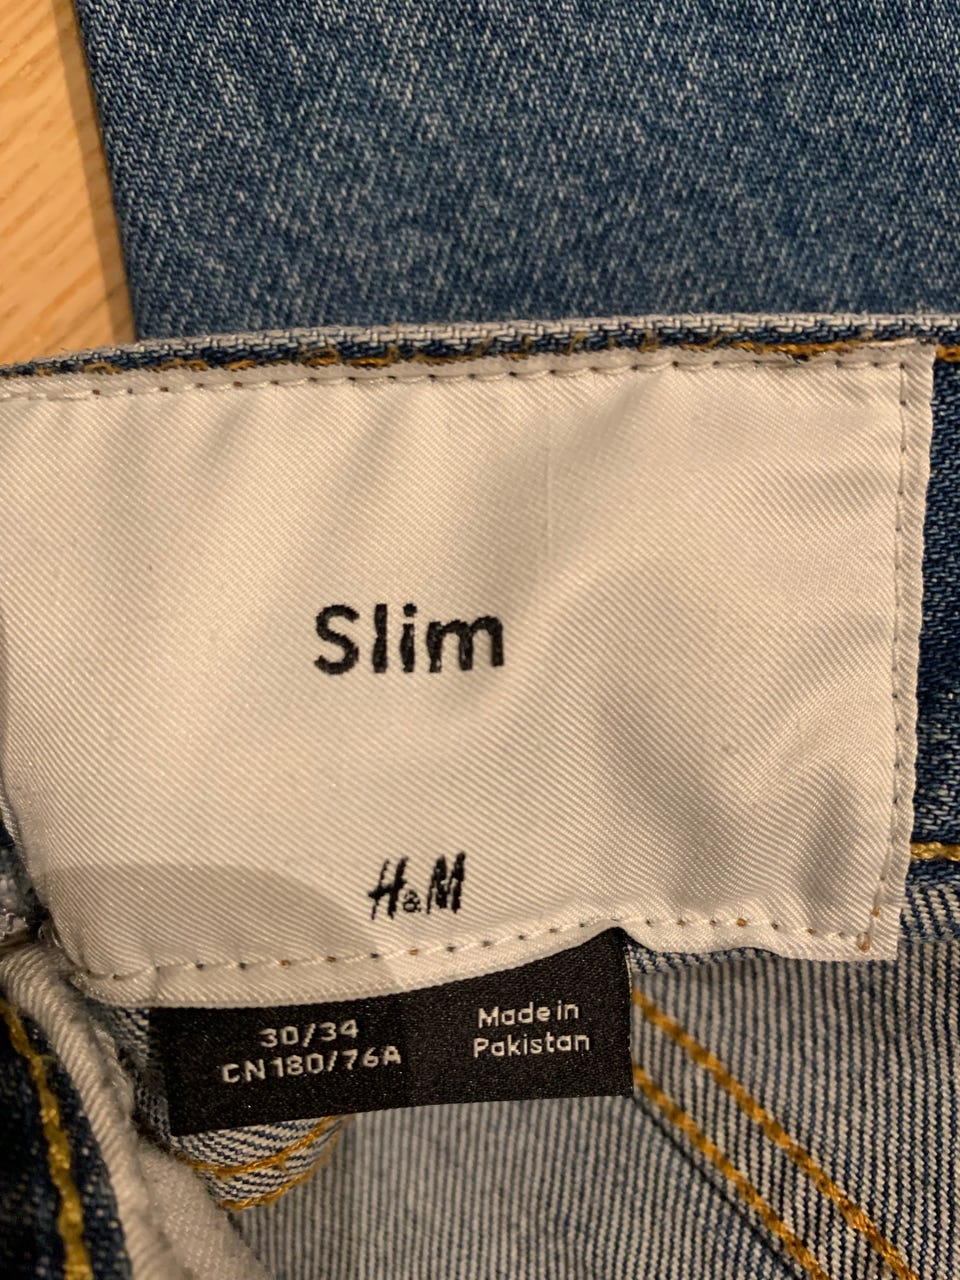 Slim
H&M
30/34
CN180/76A
Made in
Pakistan